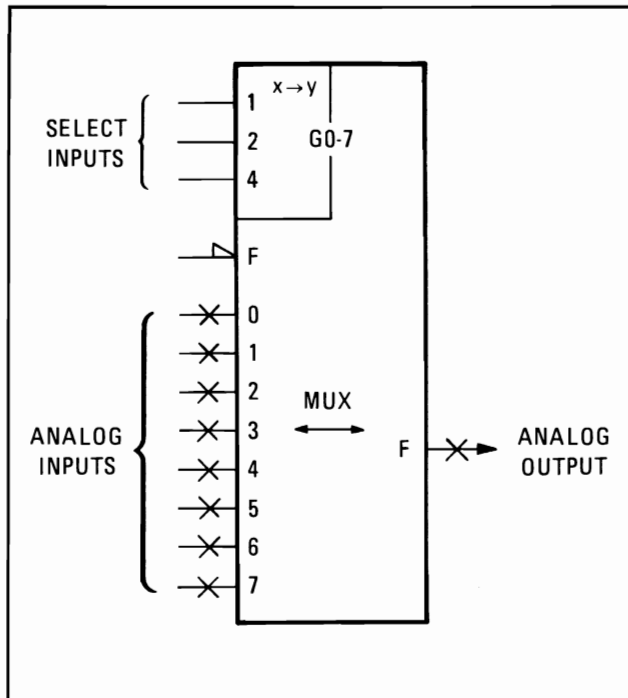 x→y
1
SELECT
INPUTS
2
G0-7
4
F
0
1
2
ANALOG
INPUTS
3
MUX
4
F
ANALOG
OUTPUT
5
6
7